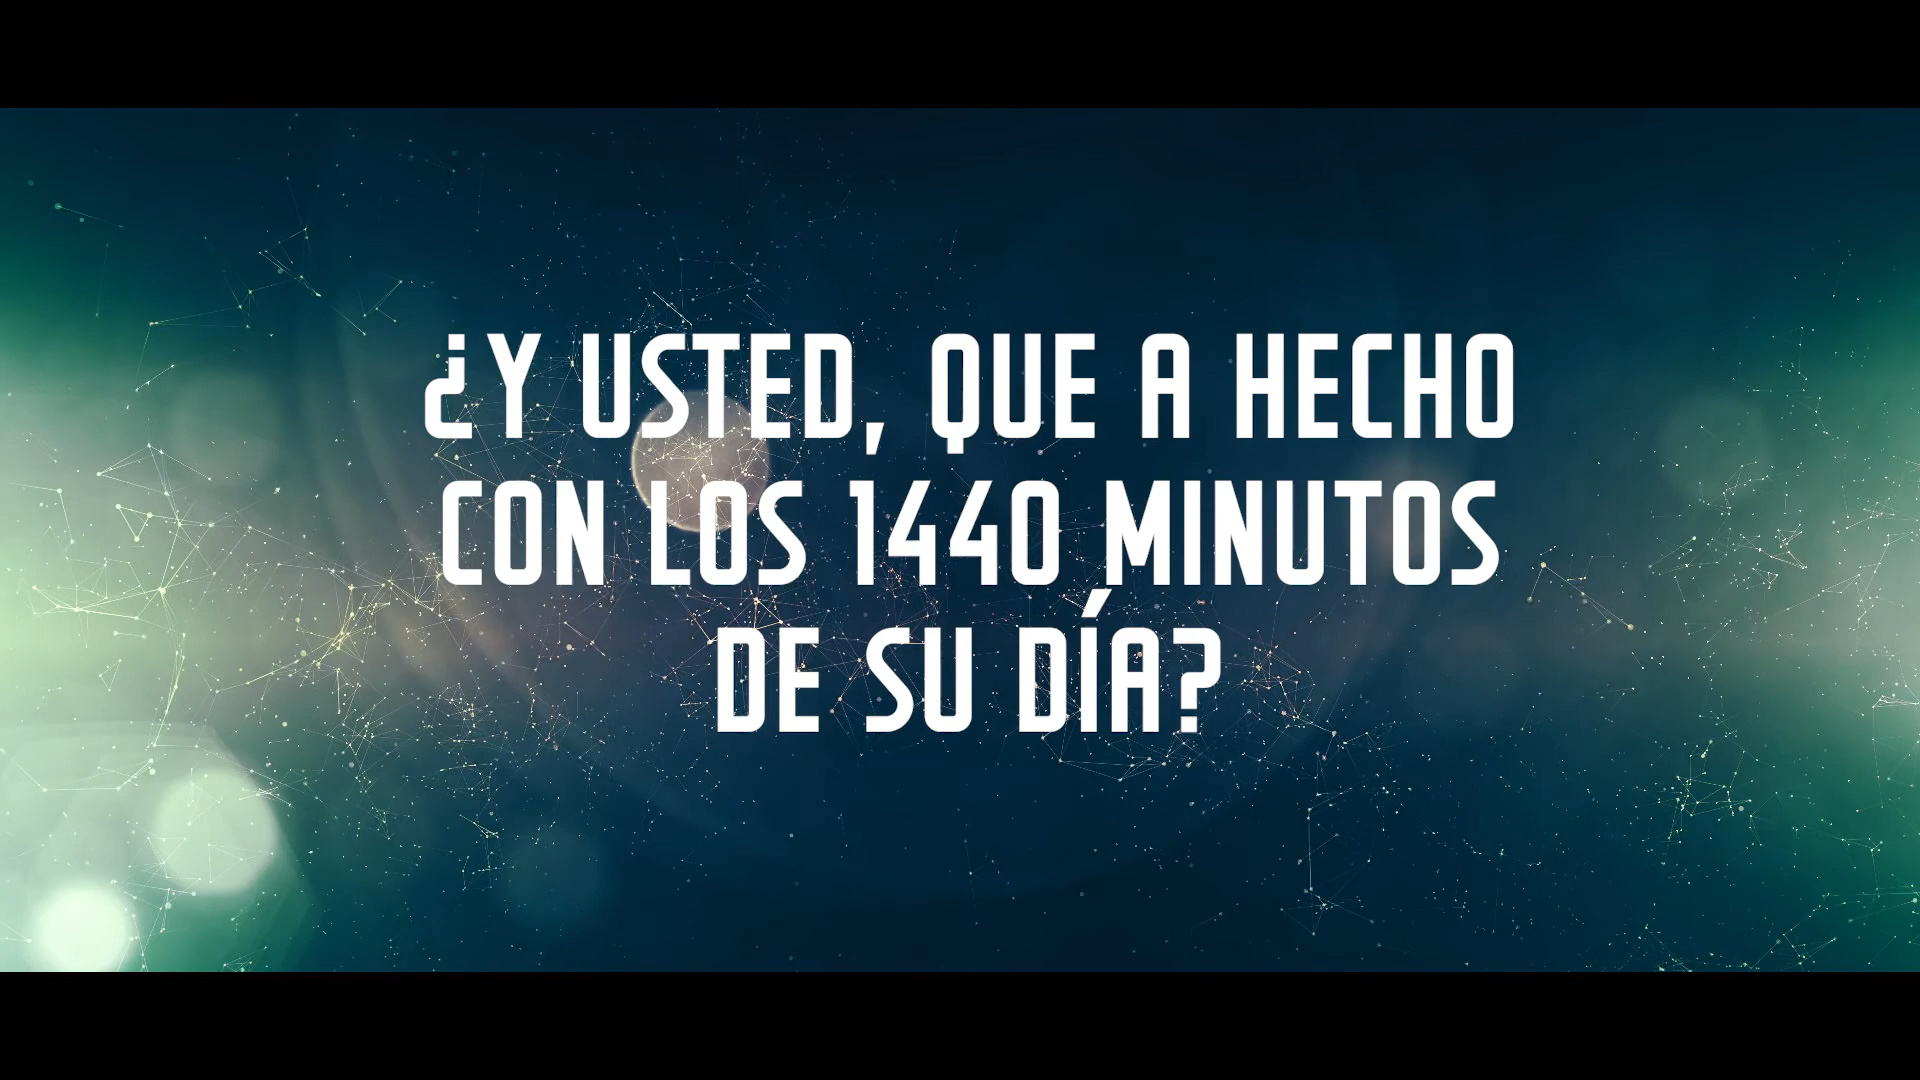 ¿Y USTED, QUE A HECHO
CON LOS 1440 MINUTOS
DE SU DÍA?